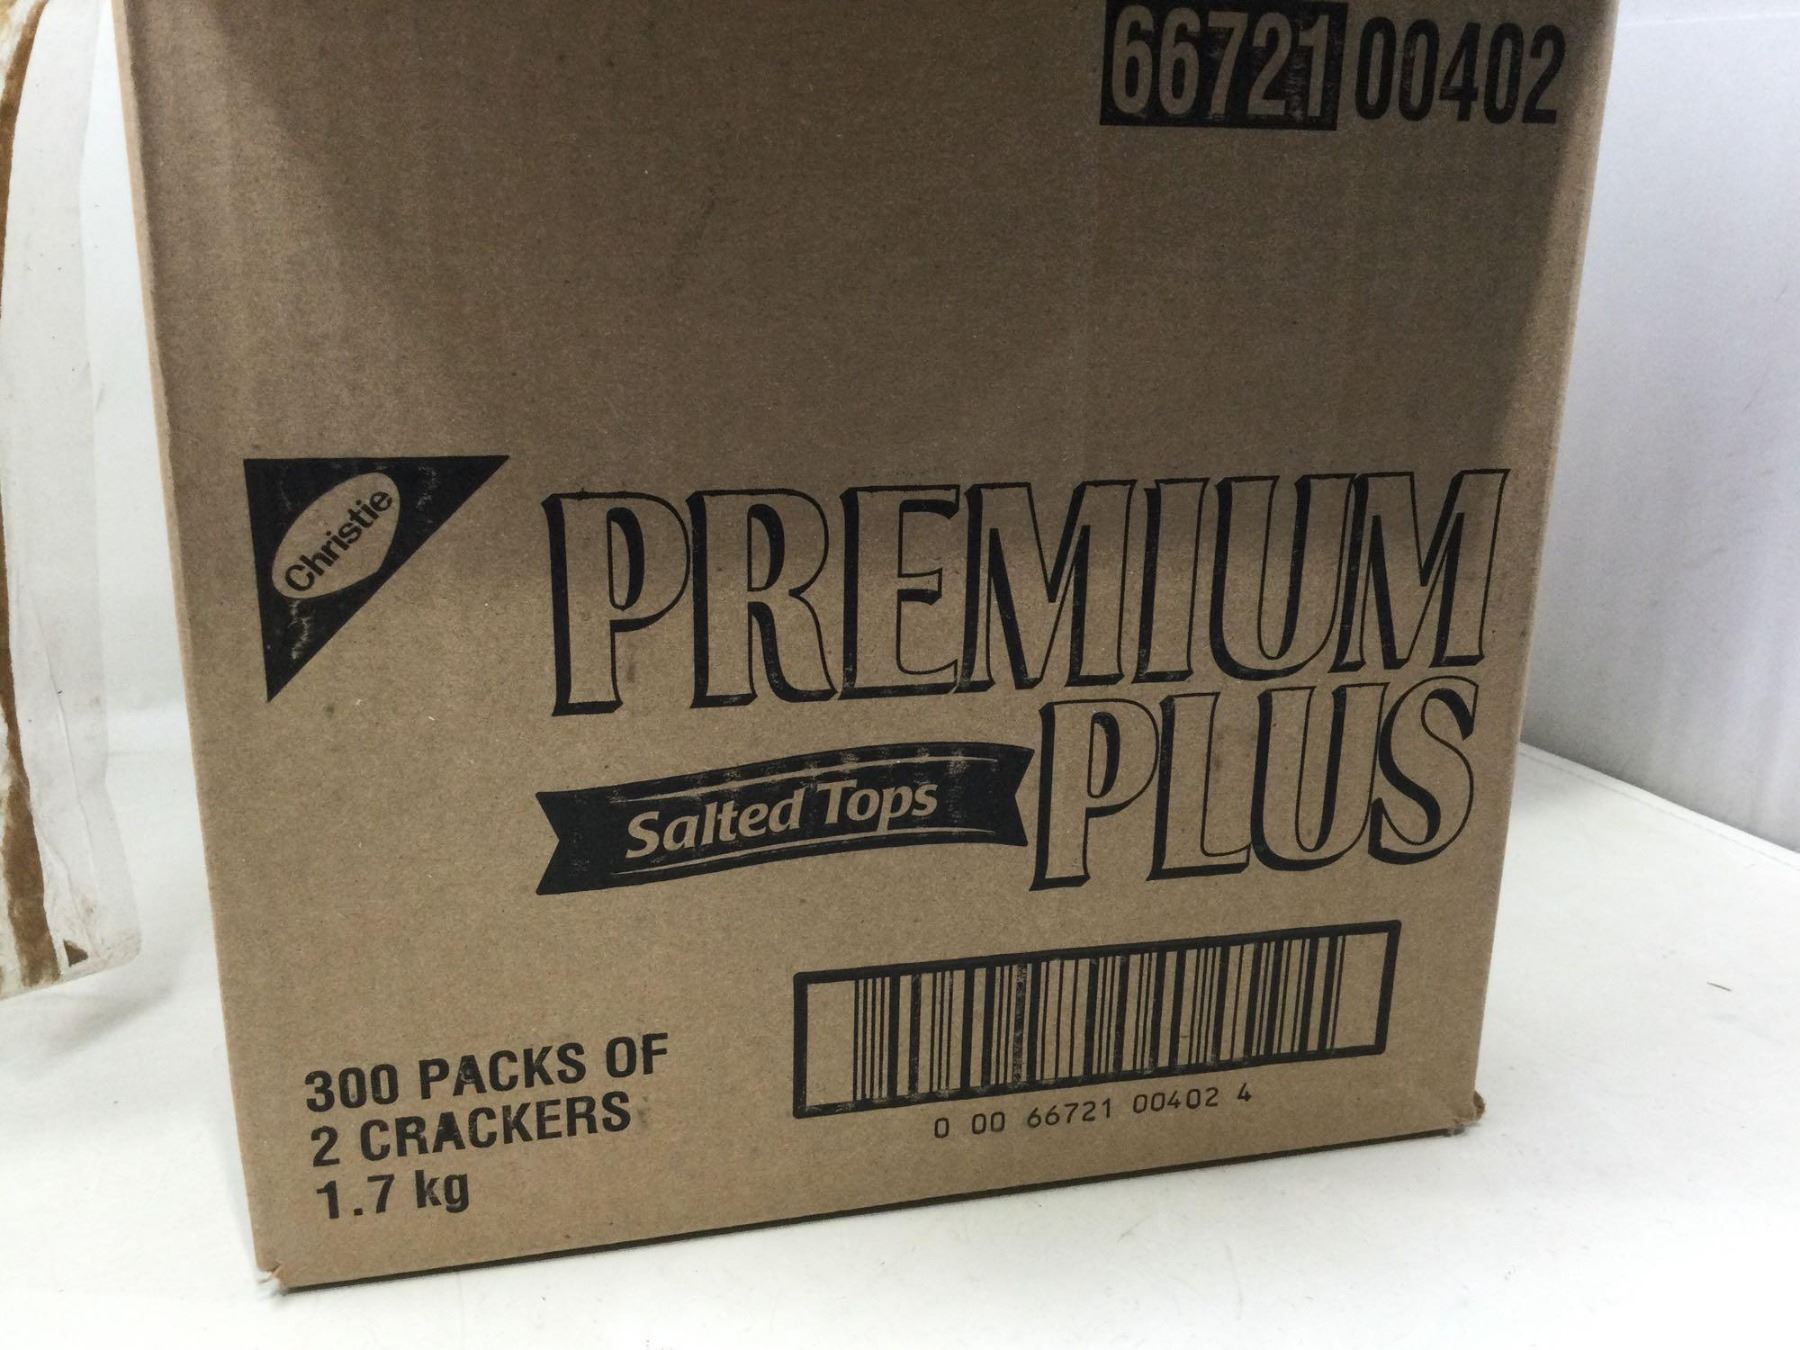 66721 00402
Christie
PREMIUM
PLUS
Salted Tops
300 PACKS OF
2 CRACKERS
1.7 kg
0 00 66721 00402 4